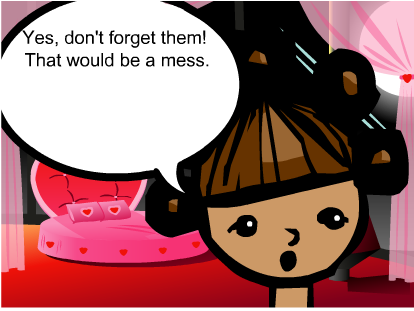 Yes, don't forget them!
That would be a mess.